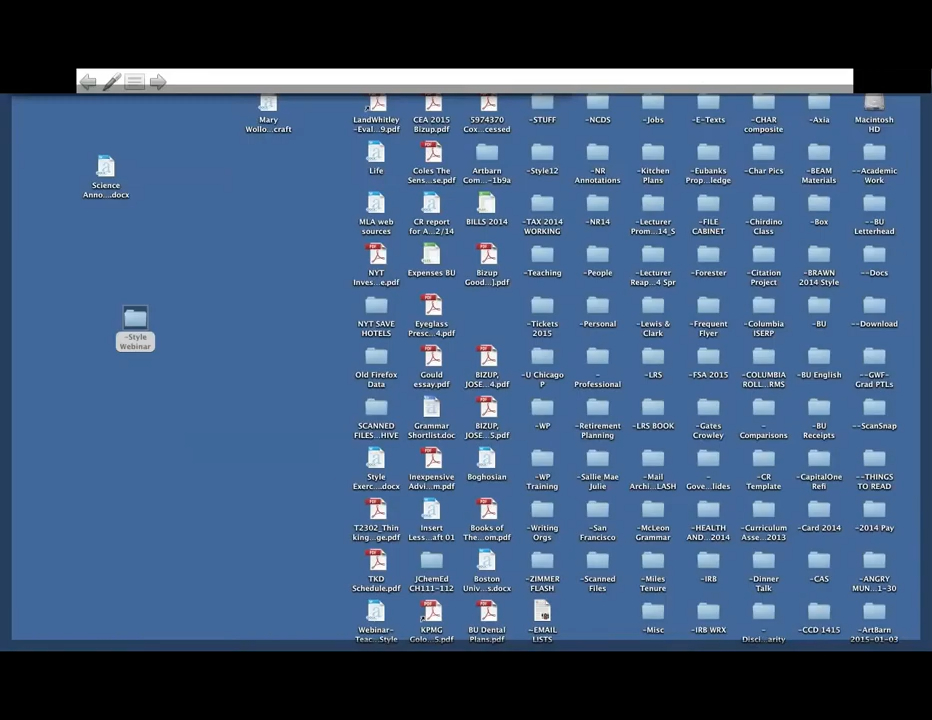 Mary
Wollo...craft
LandWhitley
-Eval...9.pdf
CEA 2015
Bizup.pdf
5974370
Cox...cessed
-STUFF
-NCDS
-Jobs
-E-Texts
-CHAR
composite
-Axia
Macintosh
HD
Science
Anno....docx
Life
Coles The
Sens...se.pdf
Artbarn
Com...-1b9a
-Style12
-NR
Annotations
-Kitchen
Plans
-Eubanks
Prop...ledge
-Char Pics
-BEAM
Materials
--Academic
Work
MLA web
sources
CR report
for A...2/14
BILLS 2014
-TAX 2014
WORKING
-NR14
-Lecturer
Prom...14_S
-FILE
CABINET
-Chirdino
Class
-Box
--BU
Letterhead
NYT
Inves...e.pdf
Expenses BU
Bizup
Good...].pdf
-Teaching
-People
-Lecturer
Reap...4 Spr
-Forester
-Citation
Project
-BRAWN
2014 Style
--Docs
-Style
Webinar
NYT SAVE
HOTELS
Eyeglass
Presc...4.pdf
-Tickets
2015
-Personal
-Lewis &
Clark
-Frequent
Flyer
-Columbia
ISERP
-BU
--Download
Old Firefox
Data
Gould
essay.pdf
BIZUP,
JOSE...4.pdf
-U Chicago
P
-
Professional
-LRS
-FSA 2015
-COLUMBIA
ROLL...RMS
-BU English
--GWF-
Grad PTLs
SCANNED
FILES...HIVE
Grammar
Shortlist.doc
BIZUP,
JOSE...S.pdf
-WP
-Retirement
Planning
-LRS BOOK
-Gates
Crowley
-
Comparisons
-BU
Receipts
--ScanSnap
Style
Exerc....docx
Inexpensive
Advi...m.pdf
Boghosian
-WP
Training
-Sallie Mae
Julie
-Mail
Archi...LASH
-
Gove...lides
-CR
Template
-CapitalOne
Refi
--THINGS
TO READ
T2302_Thin
king...ge.pdf
Insert
Less...aft 01
Books of
The...om.pdf
-Writing
Orgs
-San
Francisco
-McLeon
Grammar
-HEALTH
AND...2014
-Curriculum
Asse...2013
-Card 2014
-2014 Pay
TKD
Schedule.pdf
JChemEd
CH111-112
Boston
Univ...s.docx
-ZIMMER
FLASH
-Scanned
Files
-Miles
Tenure
-IRB
-Dinner
Talk
-CAS
-ANGRY
MUN...1-30
Webinar-
Teac...Style
KPMG
Golo...S.pdf
BU Dental
Plans.pdf
~EMAIL
LISTS
-Misc
-IRB WRX
-
Disci...arity
-CCD 1415
-ArtBarn
2015-01-03